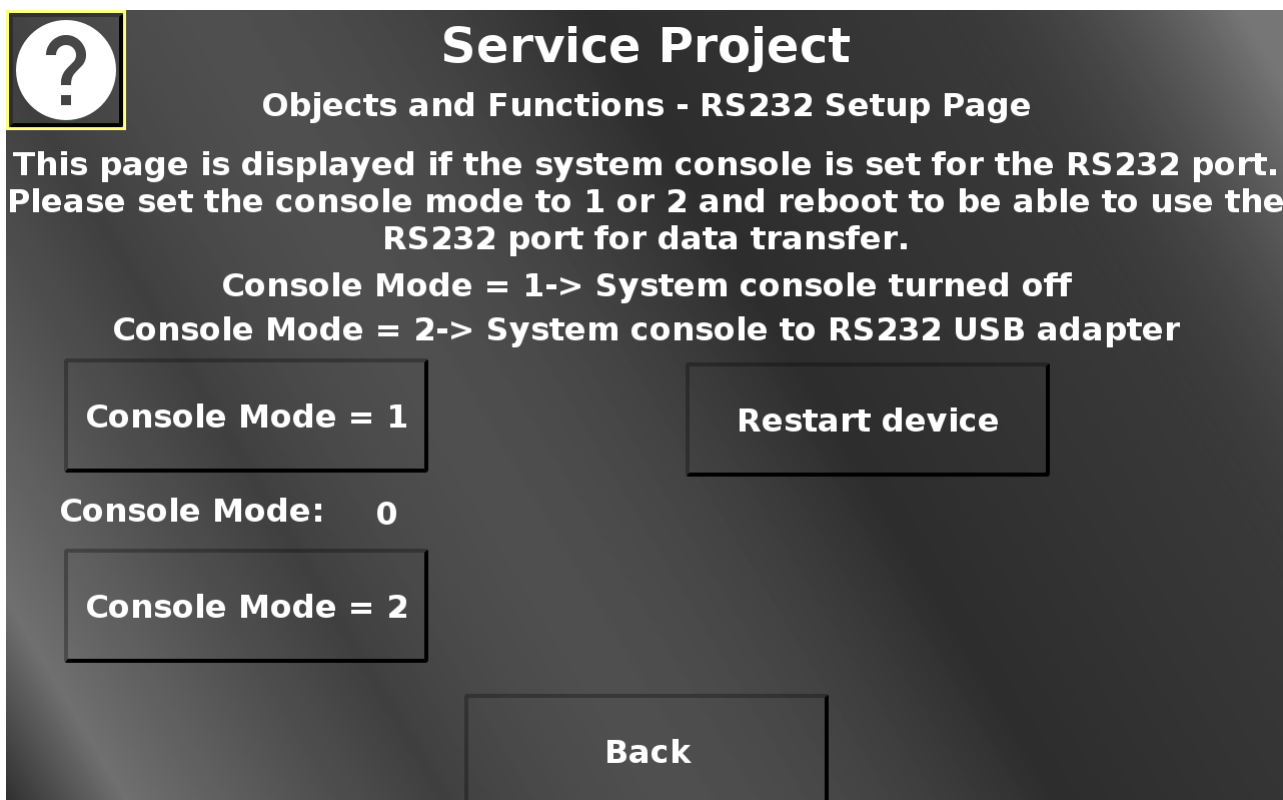 ?
Service Project
Objects and Functions - RS232 Setup Page
This page is displayed if the system console is set for the RS232 port.
Please set the console mode to 1 or 2 and reboot to be able to use the
RS232 port for data transfer.
Console Mode = 1-> System console turned off
Console Mode = 2-> System console to RS232 USB adapter
Console Mode = 1
Restart device
Console Mode: 0
Console Mode = 2
Back